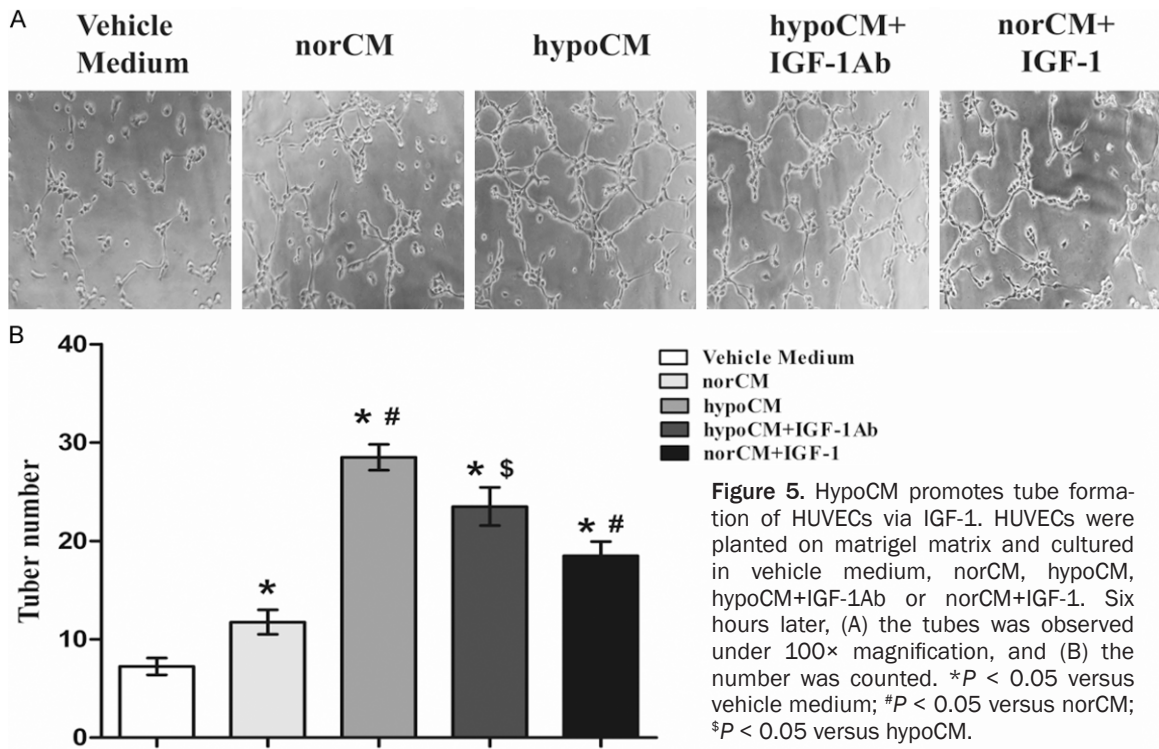 A
Vehicle
Medium
norCM
hypoCM
hypoCM+
IGF-1Ab
norCM+
IGF-1
B
Tuber number
40
30
20
10
0
*
* #
* $
* #
Vehicle Medium
norCM
hypoCM
hypoCM+IGF-1Ab
norCM+IGF-1
Figure 5. HypoCM promotes tube forma-
tion of HUVECs via IGF-1. HUVECs were
planted on matrigel matrix and cultured
in vehicle medium, norCM, hypoCM,
hypoCM+IGF-1Ab or norCM+IGF-1. Six
hours later, (A) the tubes was observed
under 100× magnification, and (B) the
number was counted. *P < 0.05 versus
vehicle medium; #P < 0.05 versus norCM;
$P < 0.05 versus hypoCM.